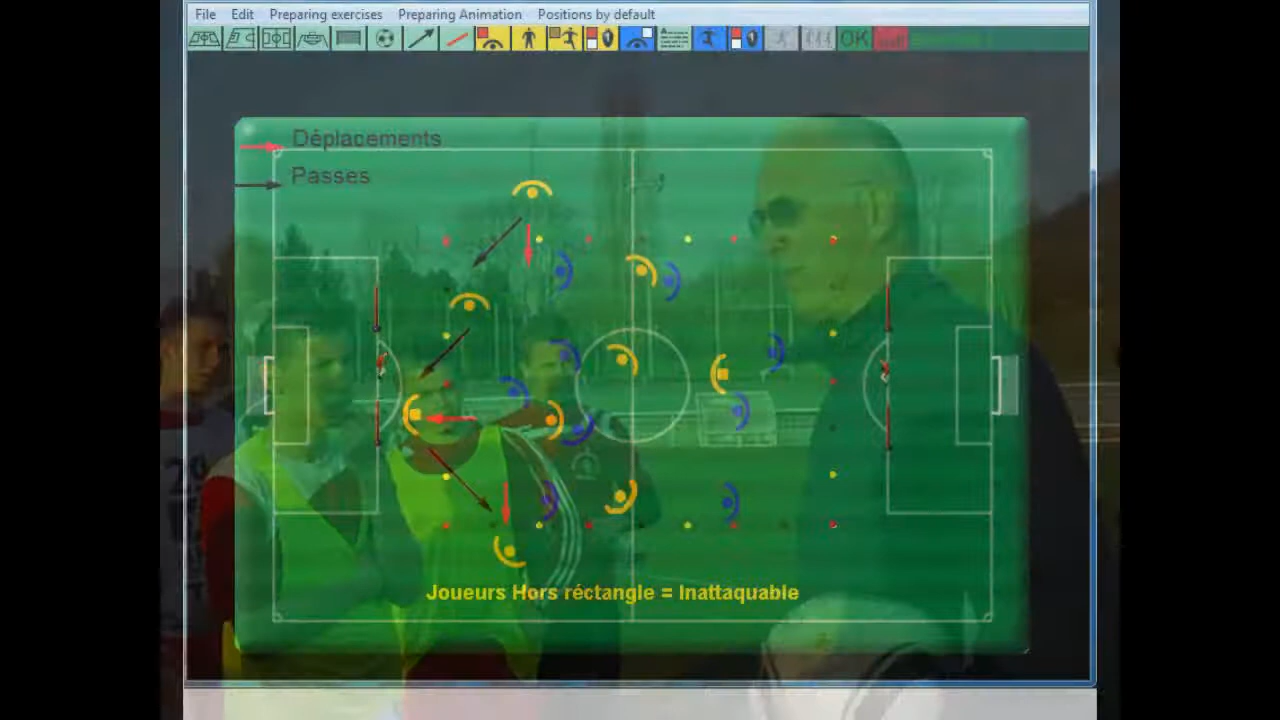 File Edit Preparing exercises Preparing Animation Positions by default
OK
Déplacements
Passes
Joueurs Hors réctangle = Inattaquable